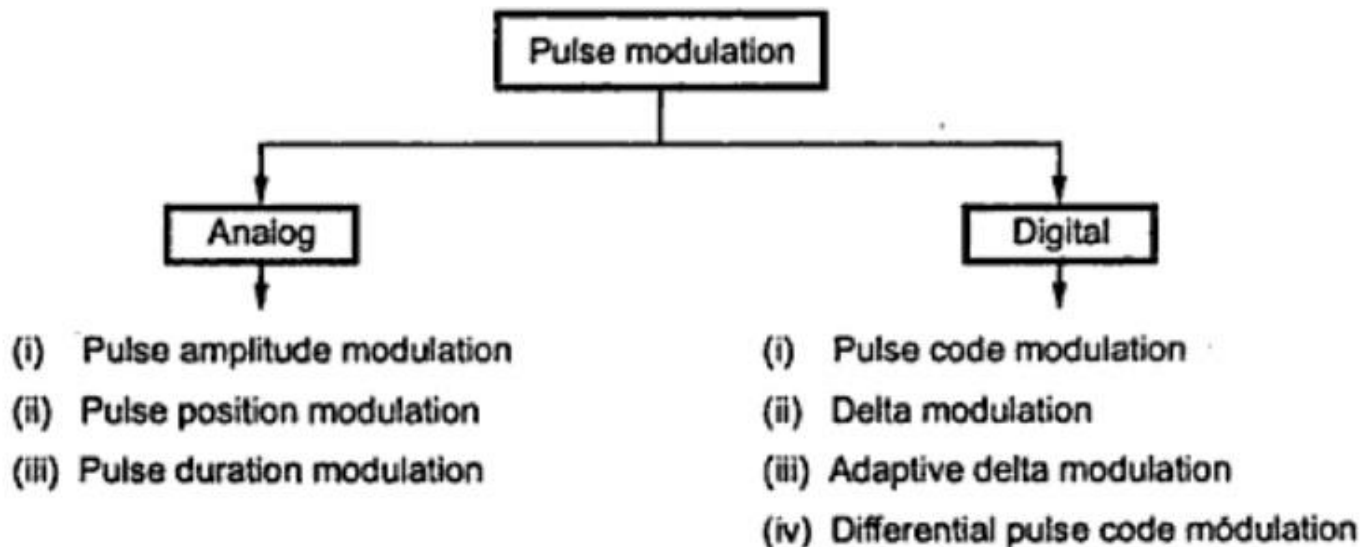 Pulse modulation
Analog
Digital
(i) Pulse amplitude modulation
(ii) Pulse position modulation
(iii) Pulse duration modulation
(i) Pulse code modulation
(ii) Delta modulation
(iii) Adaptive delta modulation
(iv) Differential pulse code modulation